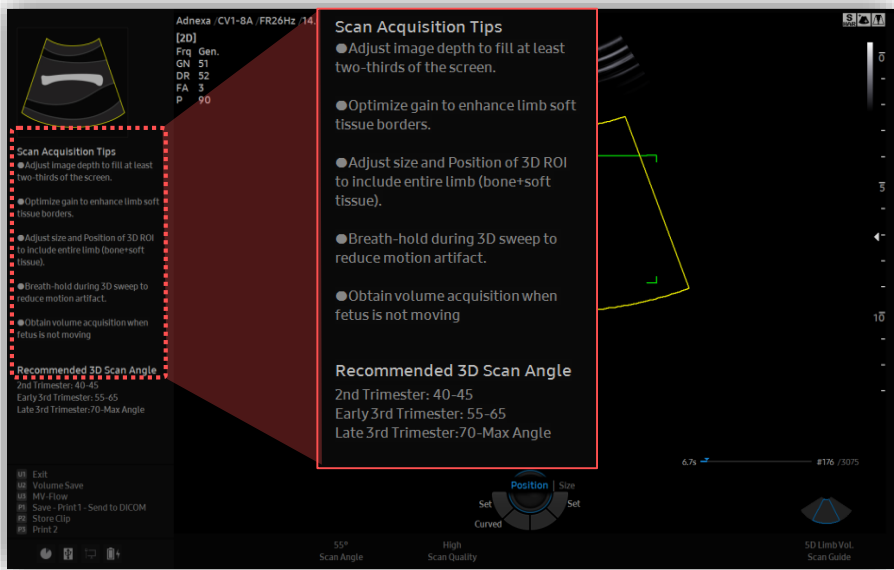 Adnexa /CV1-8A /FR26Hz /14.
[2D]
Frq Gen.
GN 51
DR 52
FA 3
P 90
Scan Acquisition Tips
●Adjust image depth to fill at least
two-thirds of the screen.
●Optimize gain to enhance limb soft
tissue borders.
●Adjust size and Position of 3D ROI
to include entire limb (bone+soft
tissue).
●Breath-hold during 3D sweep to
reduce motion artifact.
●Obtain volume acquisition when
fetus is not moving
Recommended 3D Scan Angle
2nd Trimester: 40-45
Early 3rd Trimester: 55-65
Late 3rd Trimester:70-Max Angle
U1 Exit
U2 Volume Save
U3 MV-Flow
P1 Save - Print1 - Send to DICOM
P2 Store Clip
P3 Print 2
Scan Acquisition Tips
●Adjust image depth to fill at least
two-thirds of the screen.
●Optimize gain to enhance limb soft
tissue borders.
●Adjust size and Position of 3D ROI
to include entire limb (bone+soft
tissue).
●Breath-hold during 3D sweep to
reduce motion artifact.
●Obtain volume acquisition when
fetus is not moving
Recommended 3D Scan Angle
2nd Trimester: 40-45
Early 3rd Trimester: 55-65
Late 3rd Trimester:70-Max Angle
0
5
10
6.7s
#176 /3075
Position | Size
Set
Set
Curved
55°
Scan Angle
High
Scan Quality
5D Limb Vol.
Scan Guide